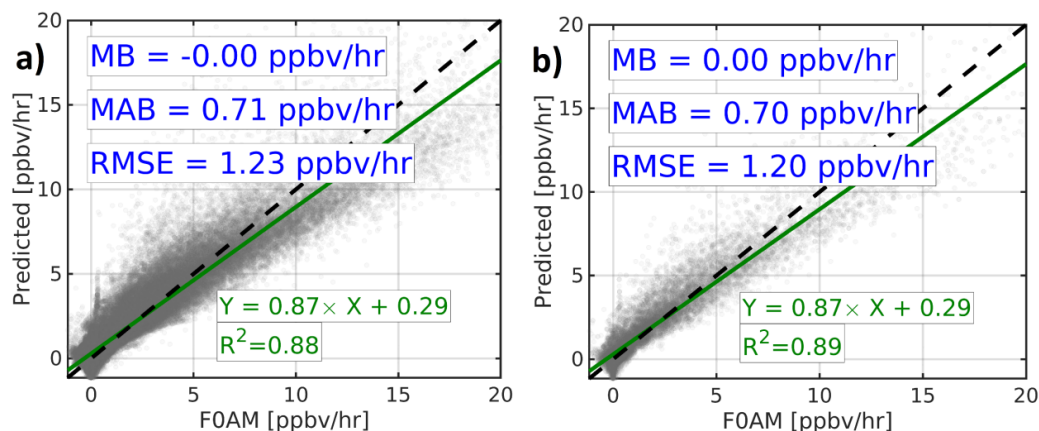 a)
MB = -0.00 ppbv/hr
MAB = 0.71 ppbv/hr
RMSE = 1.23 ppbv/hr
Y = 0.87× X + 0.29
R²=0.88
Predicted [ppbv/hr]
20
15
10
5
0
0 5 10 15 20
F0AM [ppbv/hr]
b)
MB = 0.00 ppbv/hr
MAB = 0.70 ppbv/hr
RMSE = 1.20 ppbv/hr
Y = 0.87× X + 0.29
R²=0.89
Predicted [ppbv/hr]
20
15
10
5
0
0 5 10 15 20
F0AM [ppbv/hr]